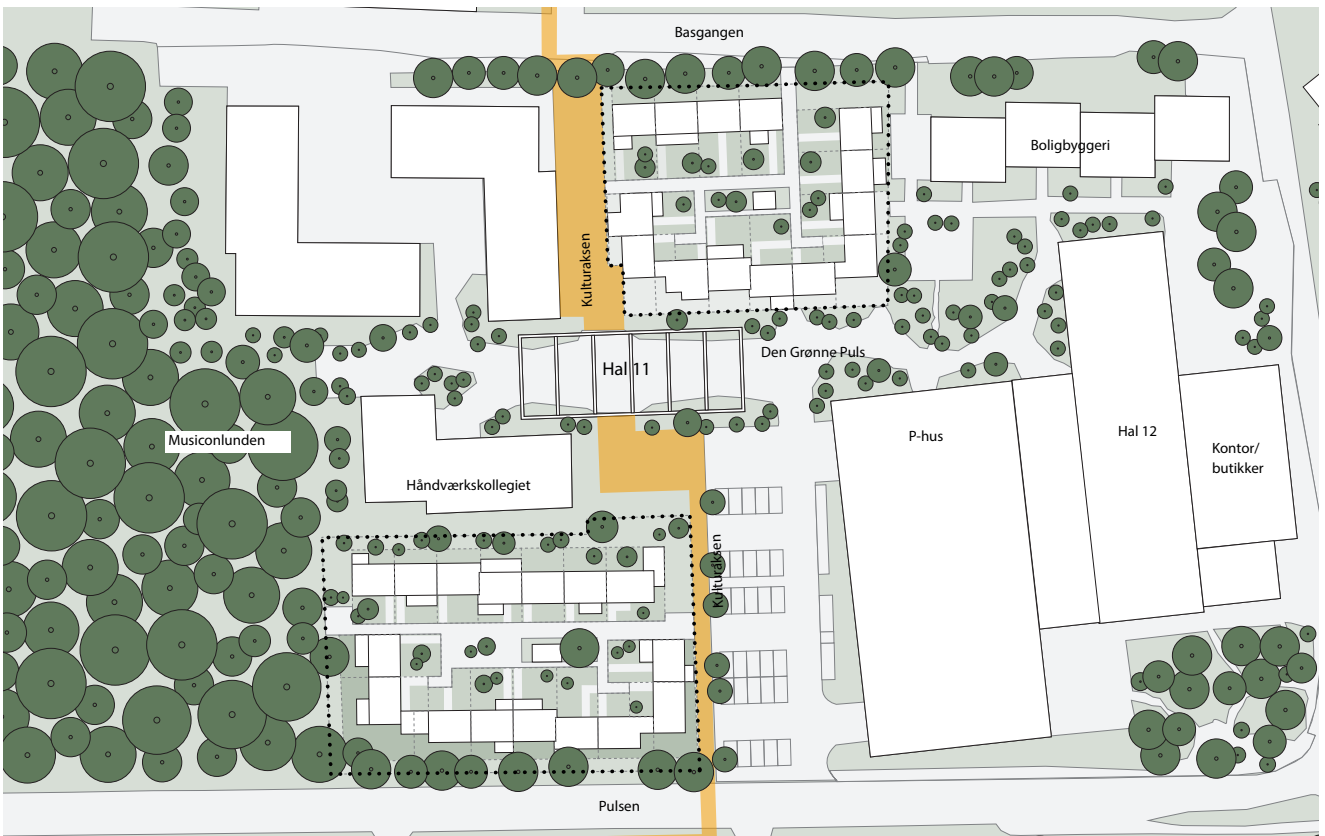 Basgangen
Boligbyggeri
Kulturaksen
Den Grønne Puls
Hal 11
Musiconlunden
P-hus
Hal 12
Kontor/
butikker
Håndværkskollegiet
Kulturaksen
Pulsen